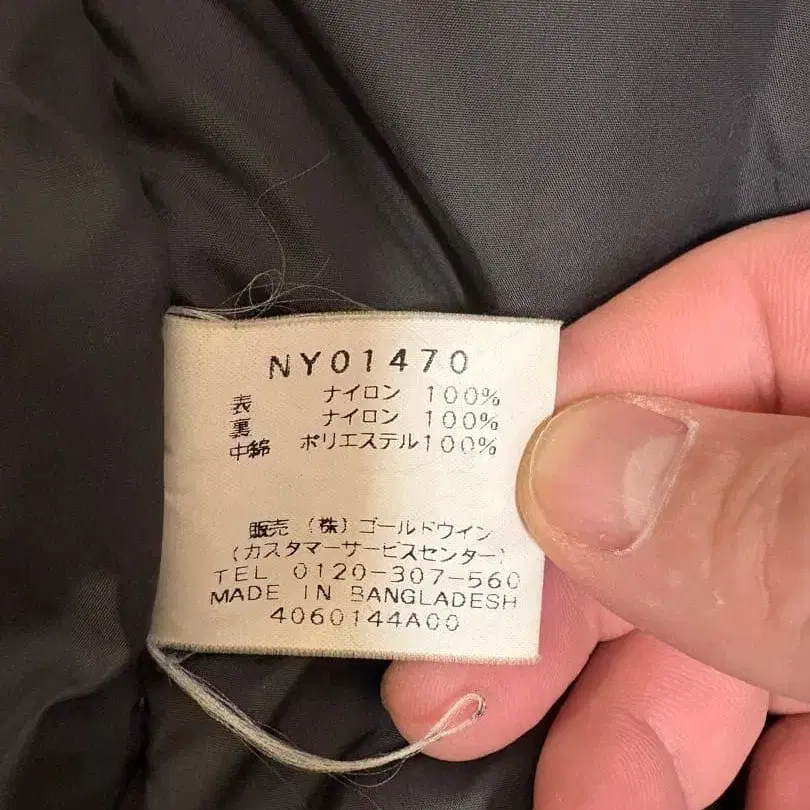 NY01470
表 ナイロン 100%
裏 ナイロン 100%
中綿 ポリエステル100%
販売 (株) ゴールドウイン
(カスタマーサービスセンター)
TEL 0120-307-560
MADE IN BANGLADESH
4060144A00